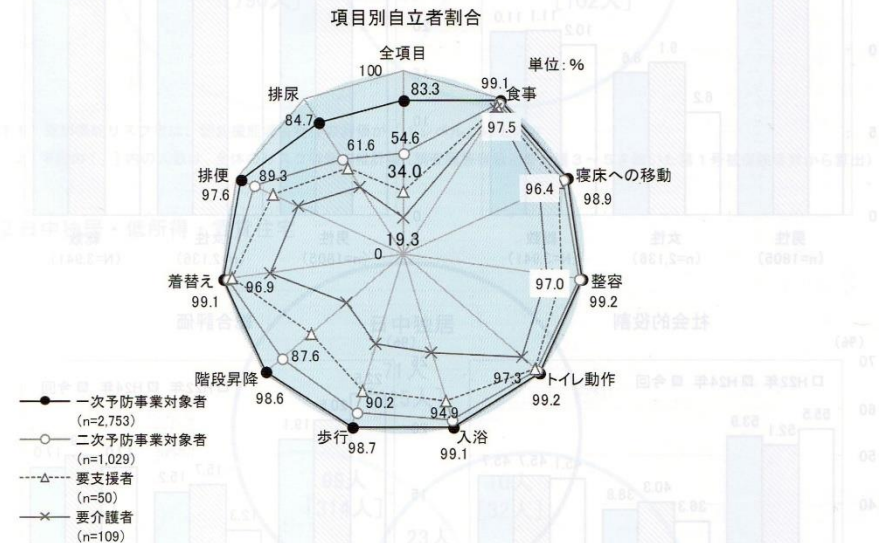 項目別自立者割合
単位：%
全項目
100
83.3
54.6
34.0
19.3
0
99.1
食事
97.5
寝床への移動
96.4
98.9
整容
97.0
99.2
トイレ動作
97.3
99.2
入浴
94.9
99.1
歩行
90.2
98.7
階段昇降
87.6
98.6
着替え
96.9
99.1
排便
89.3
97.6
排尿
84.7
61.6
一次予防事業対象者
(n=2,753)
二次予防事業対象者
(n=1,029)
要支援者
(n=50)
要介護者
(n=109)